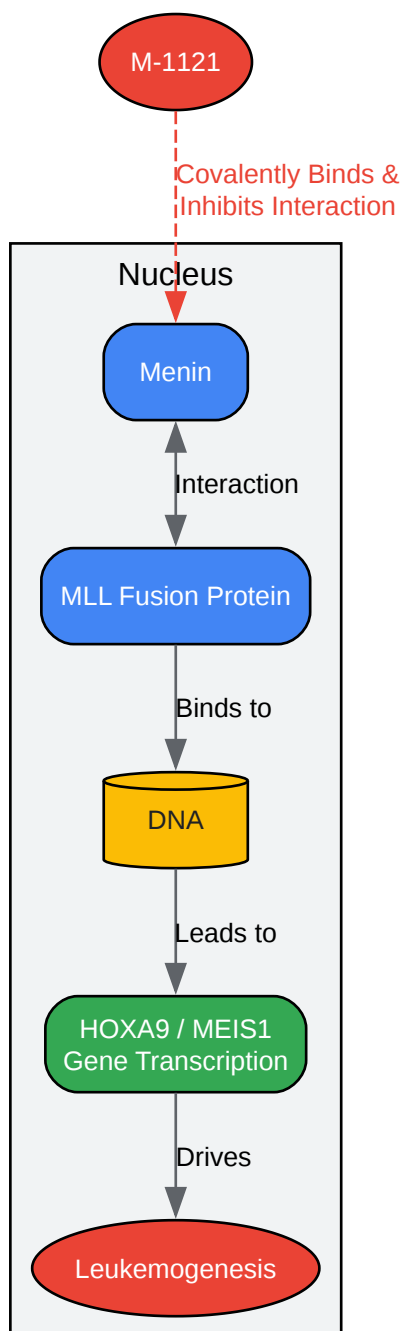 M-1121
Covalently Binds &
Inhibits Interaction
Nucleus
Menin
Interaction
MLL Fusion Protein
Binds to
DNA
Leads to
HOXA9 / MEIS1
Gene Transcription
Drives
Leukemogenesis